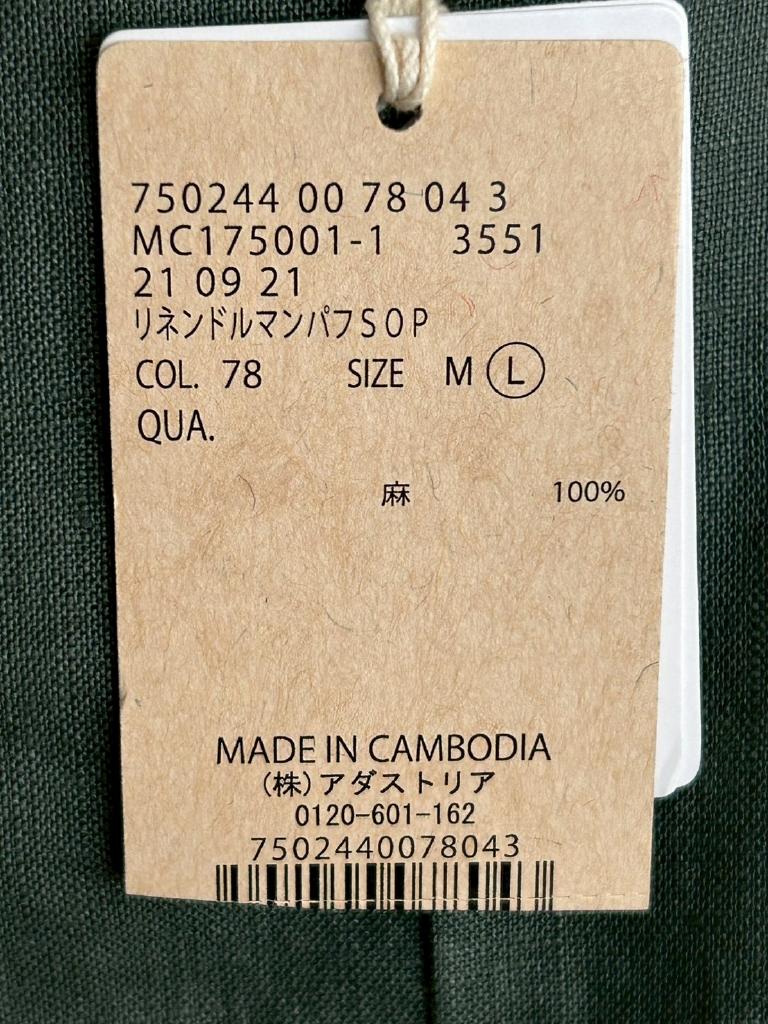 750244 00 78 04 3
MC175001-1 3551
21 09 21
リネンドルマンパフSOP
COL. 78 SIZE M L
QUA.
麻 100%
MADE IN CAMBODIA
(株)アダストリア
0120-601-162
7502440078043